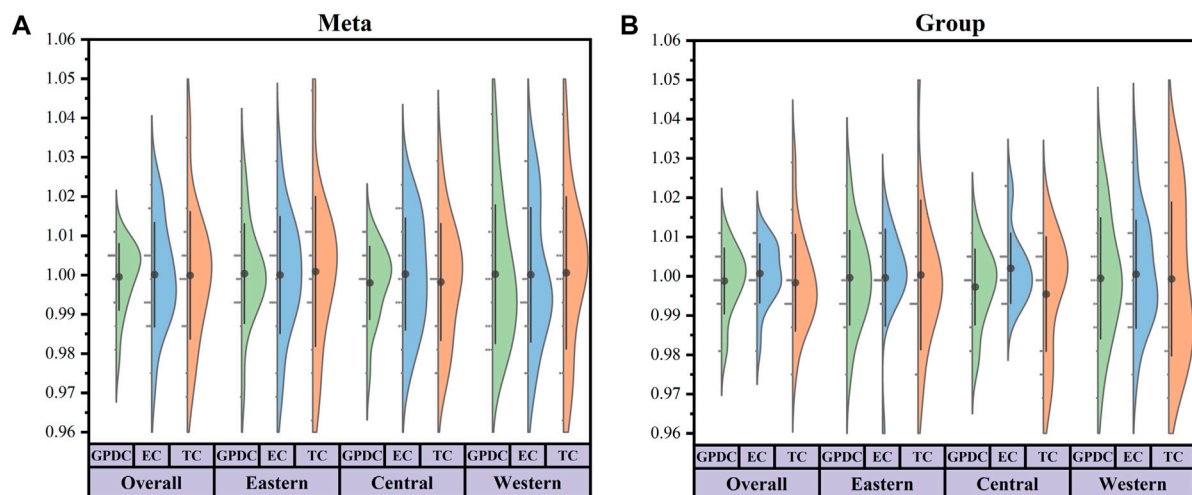 A
Meta
1.06
1.05
1.04
1.03
1.02
1.01
1.00
0.99
0.98
0.97
0.96
GPDC EC TC GPDC EC TC GPDC EC TC GPDC EC TC
Overall Eastern Central Western
B
Group
1.06
1.05
1.04
1.03
1.02
1.01
1.00
0.99
0.98
0.97
0.96
GPDC EC TC GPDC EC TC GPDC EC TC GPDC EC TC
Overall Eastern Central Western